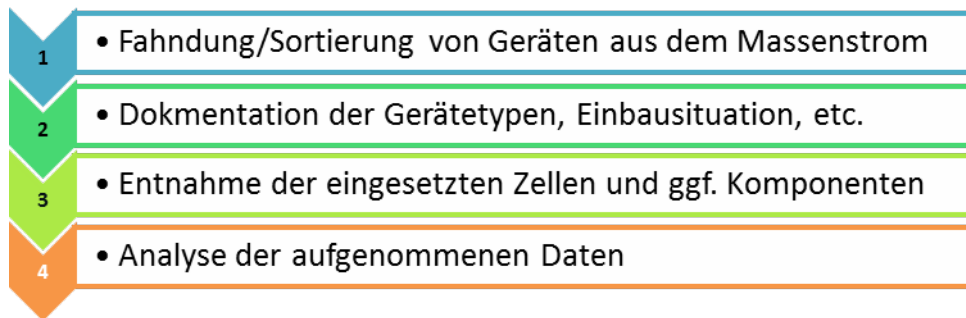 1 • Fahndung/Sortierung von Geräten aus dem Massenstrom
2 • Dokmentation der Gerätetypen, Einbausituation, etc.
3 • Entnahme der eingesetzten Zellen und ggf. Komponenten
4 • Analyse der aufgenommenen Daten